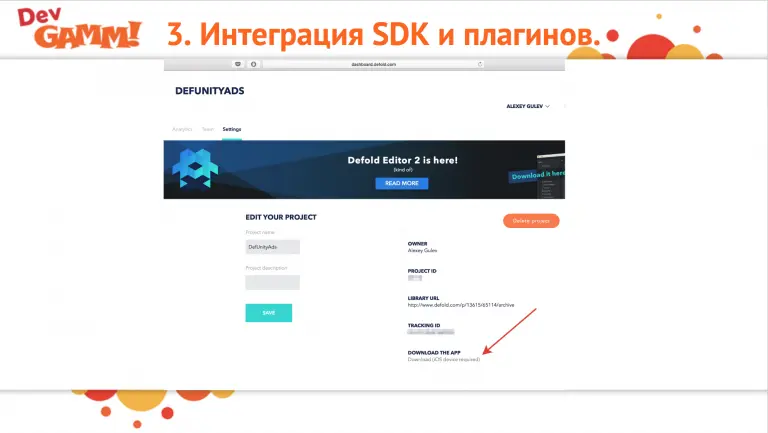 Dev
GAMM!
3. Интеграция SDK и плагинов.
dashboard.defold.com
DEFUNITYADS
ALEXEY GULEV
Analytics Team Settings
Defold Editor 2 is here!
(kind of)
READ MORE
Download it here
EDIT YOUR PROJECT
Delete project
Project name
DefUnityAds
Project description
SAVE
OWNER
Alexey Gulev
PROJECT ID
LIBRARY URL
http://www.defold.com/p/13615/65114/archive
TRACKING ID
DOWNLOAD THE APP
Download (iOS device required)